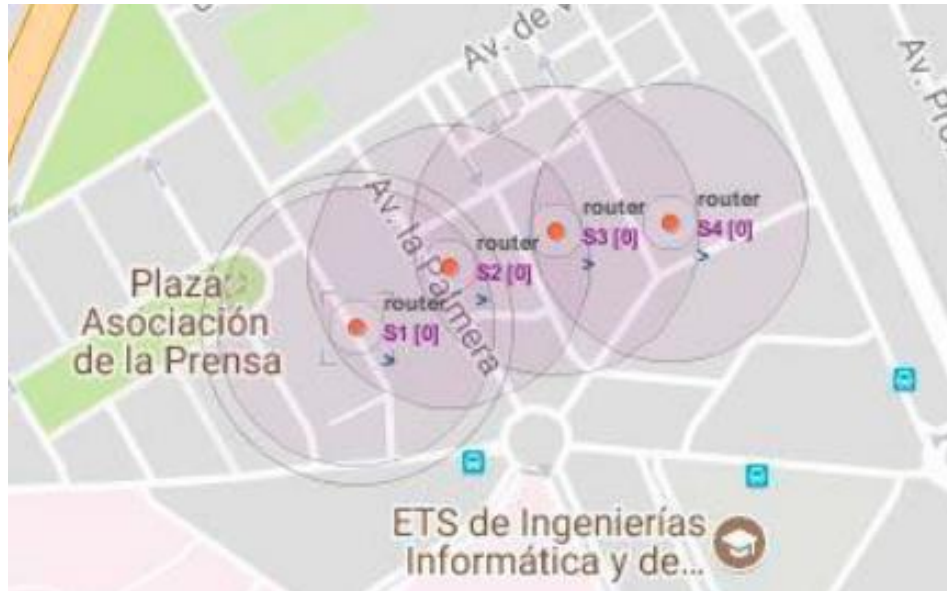 Av. de
Av. Pro
Av. la Palmera
router
S4 [0]
router
S3 [0]
router
S2 [0]
router
S1 [0]
Plaza
Asociación
de la Prensa
ETS de Ingenierías
Informática y de...